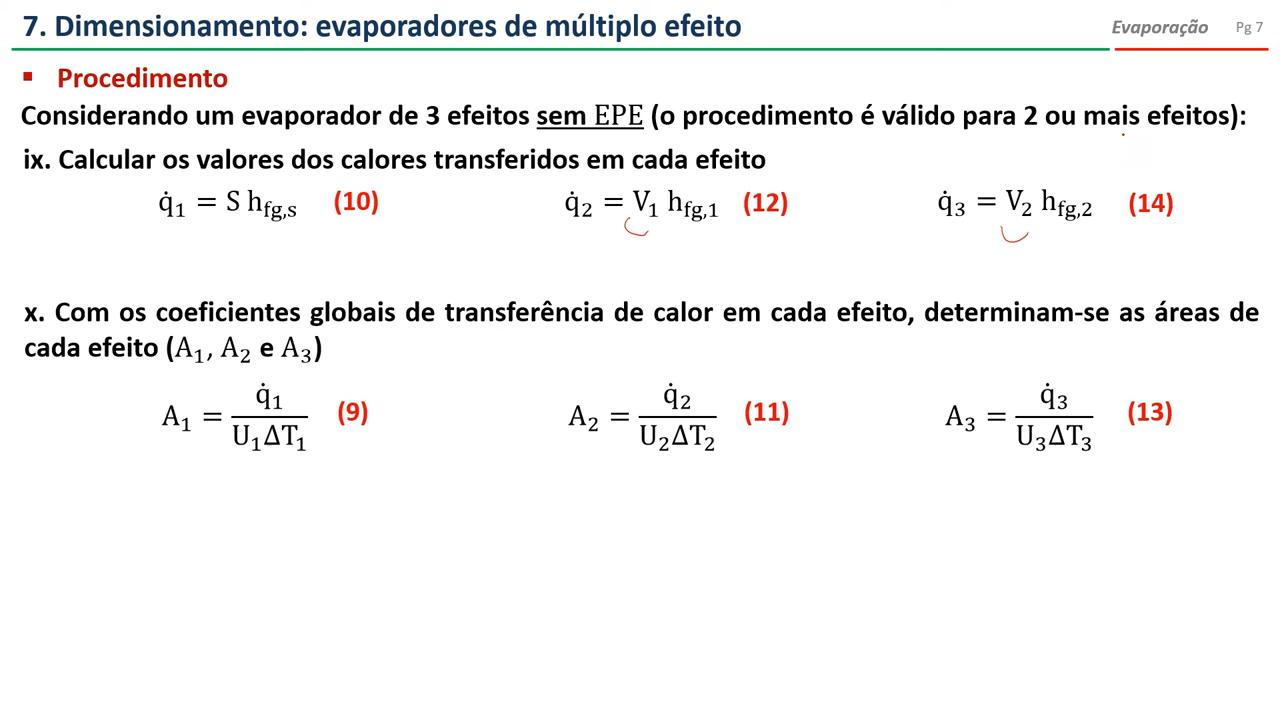 7. Dimensionamento: evaporadores de múltiplo efeito
Evaporação Pg 7
▪ Procedimento
Considerando um evaporador de 3 efeitos sem EPE (o procedimento é válido para 2 ou mais efeitos):
ix. Calcular os valores dos calores transferidos em cada efeito
q̇₁ = S h_fg,s (10) q̇₂ = V₁ h_fg,1 (12) q̇₃ = V₂ h_fg,2 (14)
x. Com os coeficientes globais de transferência de calor em cada efeito, determinam-se as áreas de
cada efeito (A₁, A₂ e A₃)
A₁ = q̇₁ / U₁ΔT₁ (9) A₂ = q̇₂ / U₂ΔT₂ (11) A₃ = q̇₃ / U₃ΔT₃ (13)